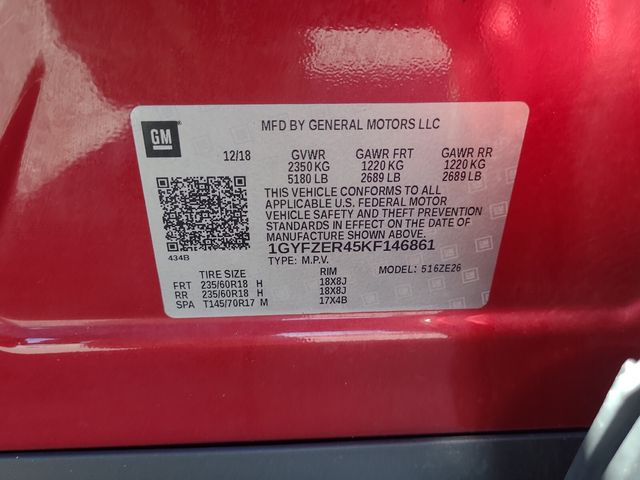 GM
MFD BY GENERAL MOTORS LLC
12/18 GVWR GAWR FRT GAWR RR
2350 KG 1220 KG 1220 KG
5180 LB 2689 LB 2689 LB
THIS VEHICLE CONFORMS TO ALL
APPLICABLE U.S. FEDERAL MOTOR
VEHICLE SAFETY AND THEFT PREVENTION
STANDARDS IN EFFECT ON THE DATE OF
MANUFACTURE SHOWN ABOVE.
1GYFZER45KF146861
434B
TYPE: M.P.V. MODEL: 516ZE26
TIRE SIZE RIM
FRT 235/60R18 H 18X8J
RR 235/60R18 H 18X8J
SPA T145/70R17 M 17X4B